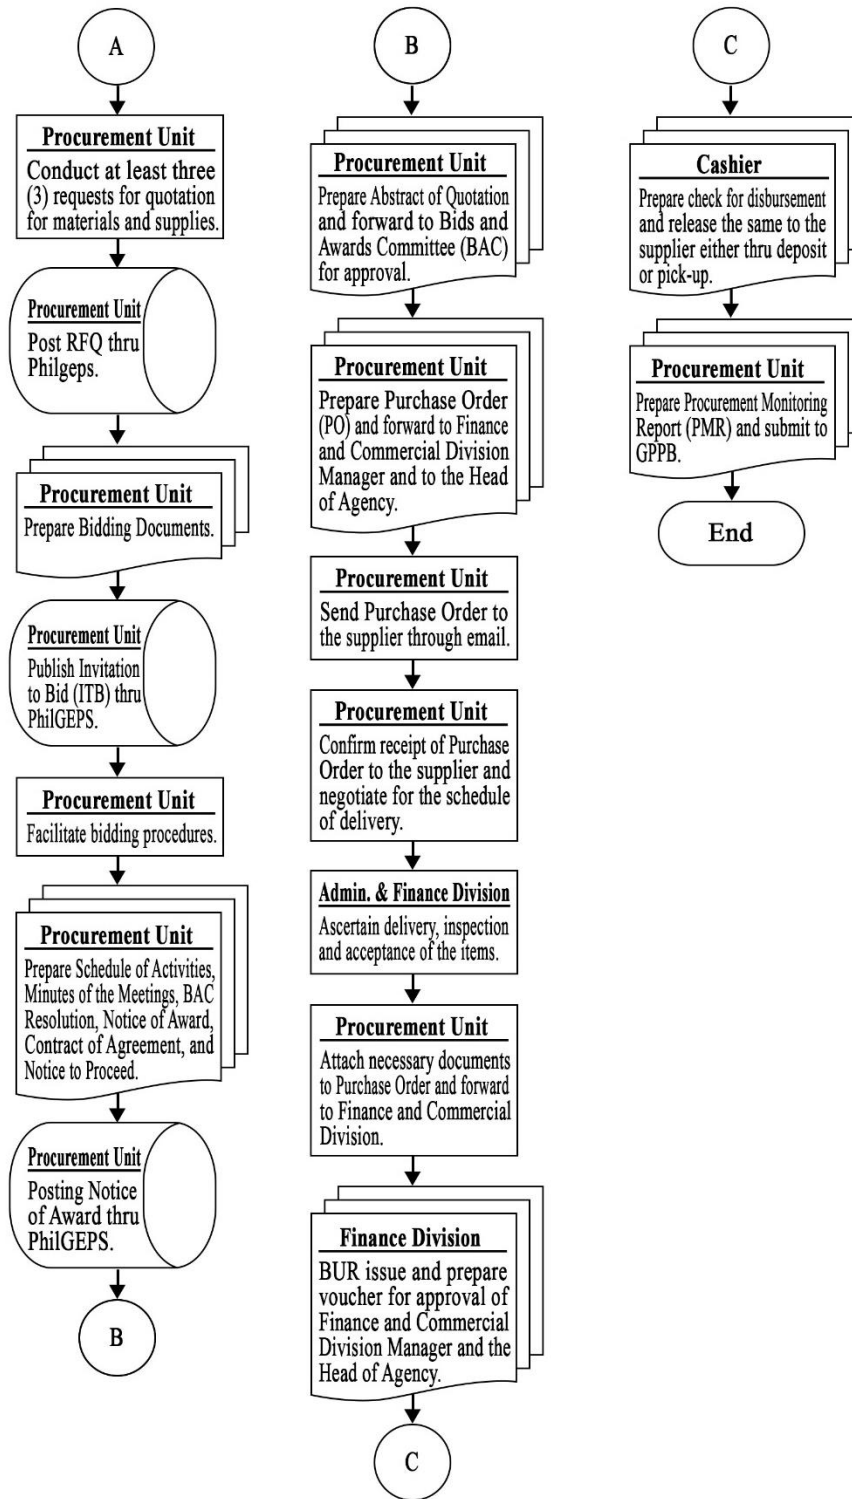 A
Procurement Unit
Conduct at least three
(3) requests for quotation
for materials and supplies.
Procurement Unit
Post RFQ thru
Philgeps.
Procurement Unit
Prepare Bidding Documents.
Procurement Unit
Publish Invitation
to Bid (ITB) thru
PhilGEPS.
Procurement Unit
Facilitate bidding procedures.
Procurement Unit
Prepare Schedule of Activities,
Minutes of the Meetings, BAC
Resolution, Notice of Award,
Contract of Agreement, and
Notice to Proceed.
Procurement Unit
Posting Notice
of Award thru
PhilGEPS.
B
B
Procurement Unit
Prepare Abstract of Quotation
and forward to Bids and
Awards Committee (BAC)
for approval.
Procurement Unit
Prepare Purchase Order
(PO) and forward to Finance
and Commercial Division
Manager and to the Head
of Agency.
Procurement Unit
Send Purchase Order to
the supplier through email.
Procurement Unit
Confirm receipt of Purchase
Order to the supplier and
negotiate for the schedule
of delivery.
Admin. & Finance Division
Ascertain delivery, inspection
and acceptance of the items.
Procurement Unit
Attach necessary documents
to Purchase Order and forward
to Finance and Commercial
Division.
Finance Division
BUR issue and prepare
voucher for approval of
Finance and Commercial
Division Manager and the
Head of Agency.
C
C
Cashier
Prepare check for disbursement
and release the same to the
supplier either thru deposit
or pick-up.
Procurement Unit
Prepare Procurement Monitoring
Report (PMR) and submit to
GPPB.
End